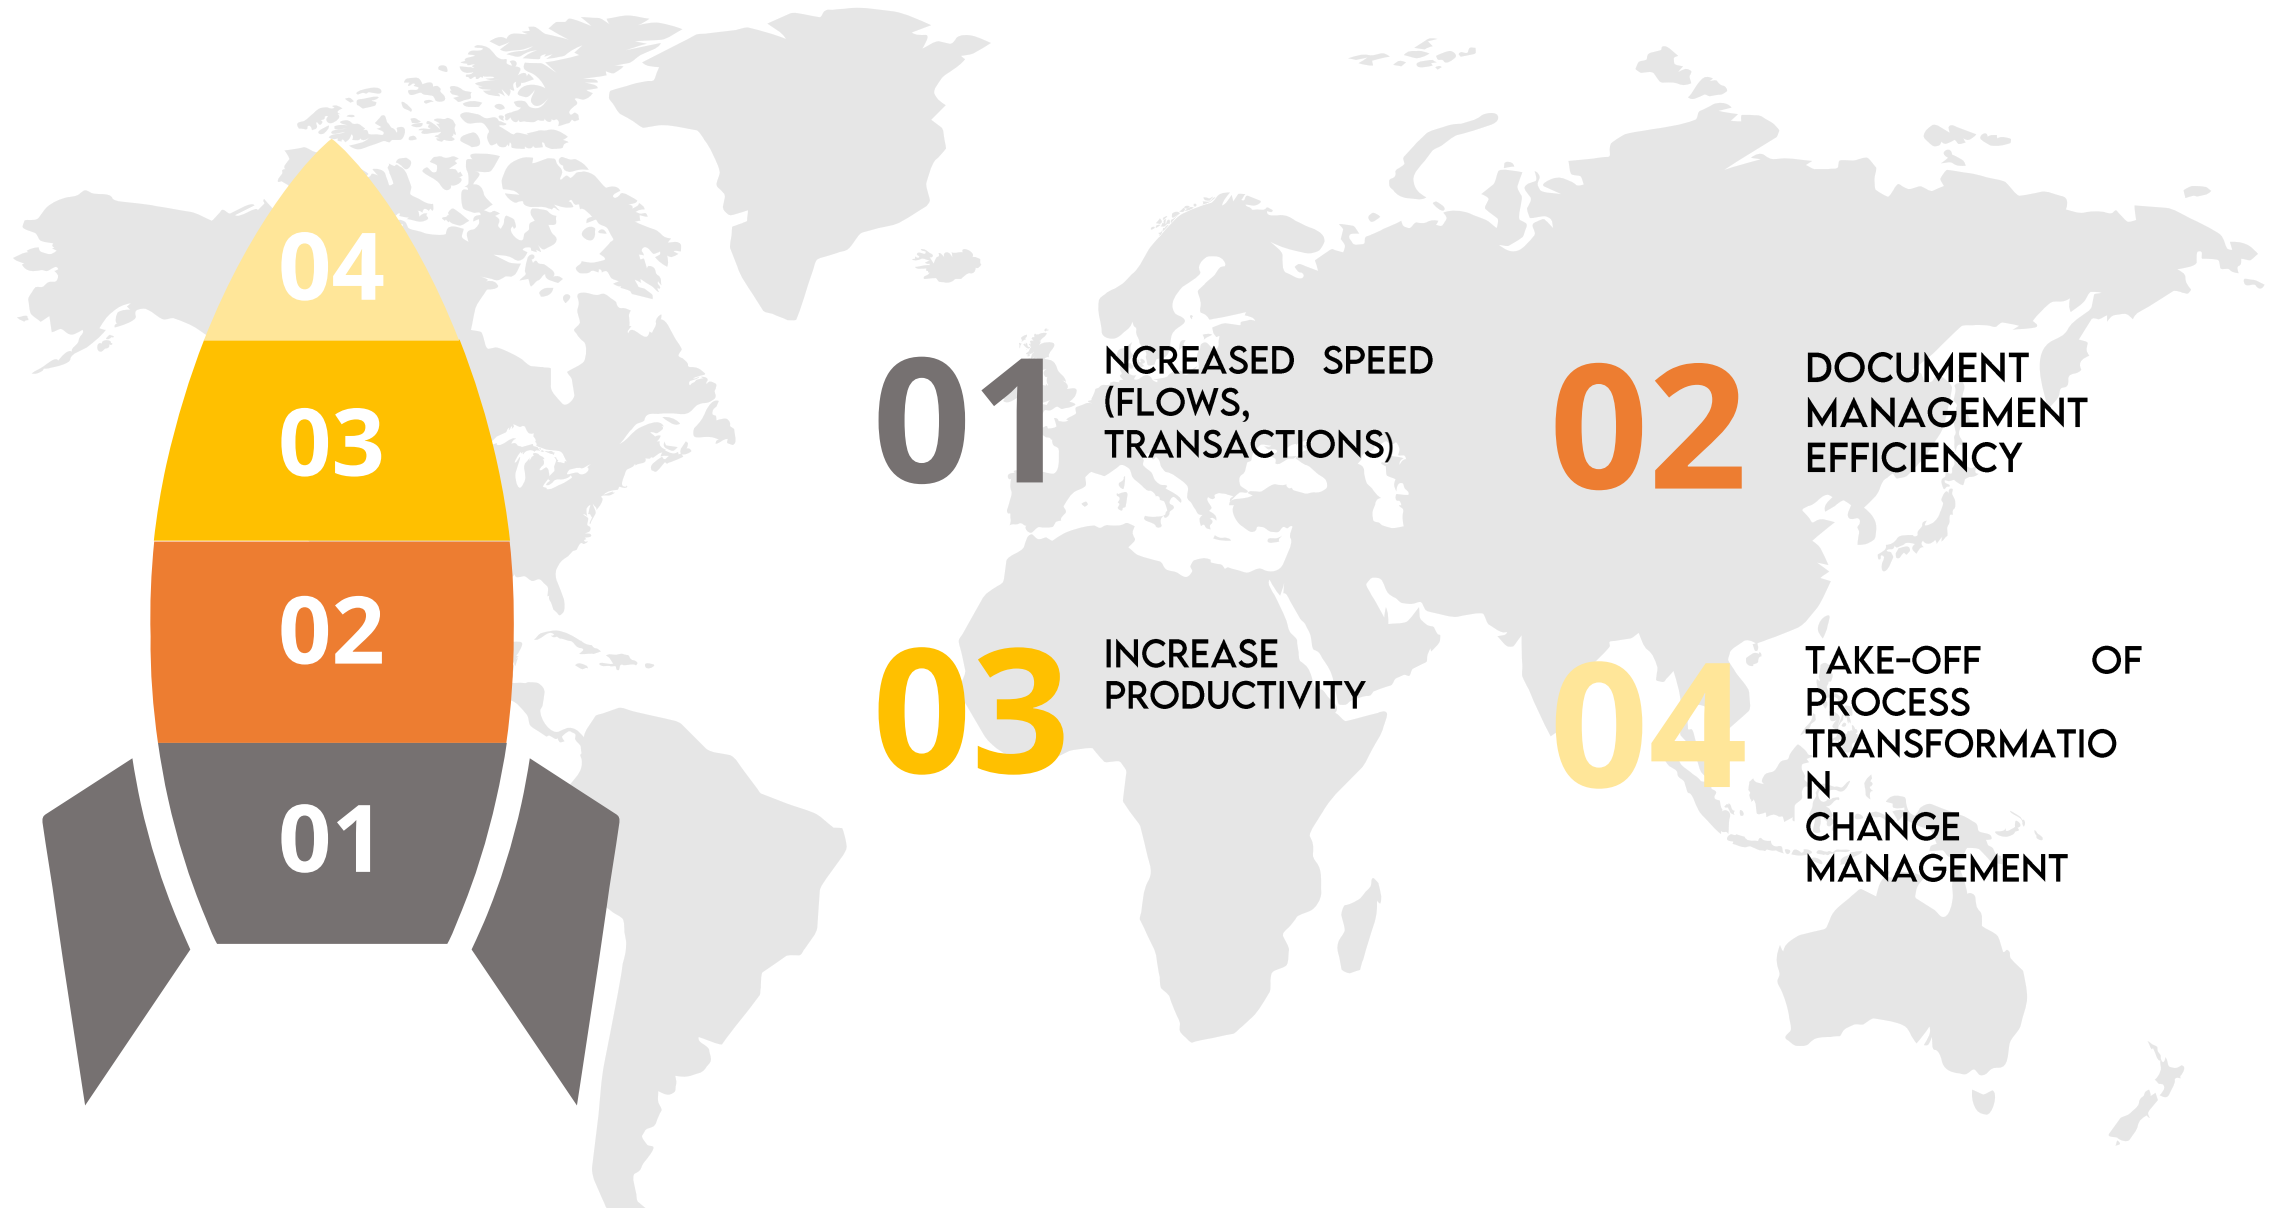 04
03
02
01
01
NCREASED SPEED
(FLOWS,
TRANSACTIONS)
02
DOCUMENT
MANAGEMENT
EFFICIENCY
03
INCREASE
PRODUCTIVITY
04
TAKE-OFF OF
PROCESS
TRANSFORMATIO
N
CHANGE
MANAGEMENT